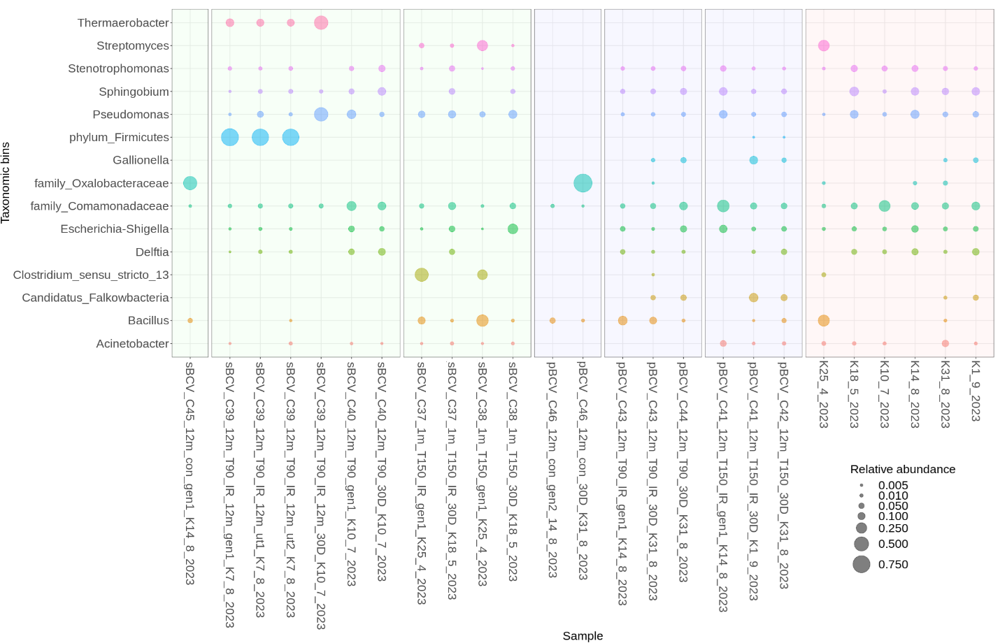 Taxonomic bins
Thermaerobacter
Streptomyces
Stenotrophomonas
Sphingobium
Pseudomonas
phylum_Firmicutes
Gallionella
family_Oxalobacteraceae
family_Comamonadaceae
Escherichia-Shigella
Delftia
Clostridium_sensu_stricto_13
Candidatus_Falkowbacteria
Bacillus
Acinetobacter
sBCV_C45_12m_con_gen1_K14_8_2023
sBCV_C39_12m_T90_IR_12m_gen1_K7_8_2023
sBCV_C39_12m_T90_IR_12m_ut1_K7_8_2023
sBCV_C39_12m_T90_IR_12m_ut2_K7_8_2023
sBCV_C39_12m_T90_IR_12m_30D_K10_7_2023
sBCV_C40_12m_T90_gen1_K10_7_2023
sBCV_C40_12m_T90_30D_K10_7_2023
sBCV_C37_1m_T150_IR_gen1_K25_4_2023
sBCV_C37_1m_T150_IR_30D_K18_5_2023
sBCV_C38_1m_T150_gen1_K25_4_2023
sBCV_C38_1m_T150_30D_K18_5_2023
pBCV_C46_12m_con_gen2_14_8_2023
pBCV_C46_12m_con_30D_K31_8_2023
pBCV_C43_12m_T90_IR_gen1_K14_8_2023
pBCV_C43_12m_T90_IR_30D_K31_8_2023
pBCV_C44_12m_T90_30D_K31_8_2023
pBCV_C41_12m_T150_IR_gen1_K14_8_2023
pBCV_C41_12m_T150_IR_30D_K1_9_2023
pBCV_C42_12m_T150_30D_K31_8_2023
K25_4_2023
K18_5_2023
K10_7_2023
K14_8_2023
K31_8_2023
K1_9_2023
Relative abundance
0.005
0.010
0.050
0.100
0.250
0.500
0.750
Sample